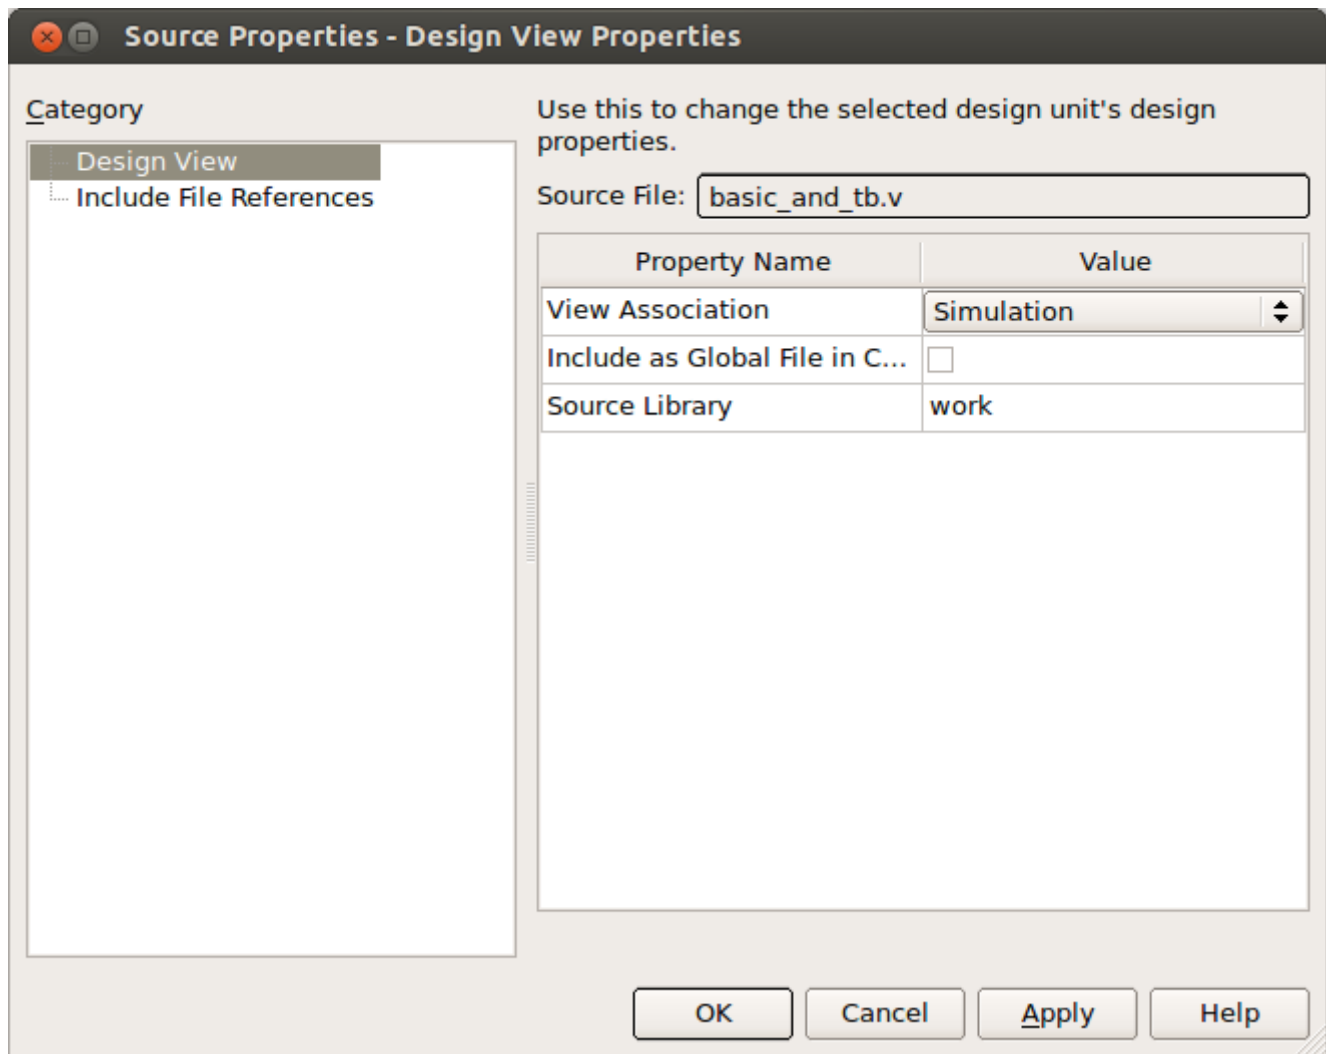 Source Properties - Design View Properties
Category
Design View
Include File References
Use this to change the selected design unit's design
properties.
Source File: basic_and_tb.v
Property Name Value
View Association Simulation
Include as Global File in C...
Source Library work
OK Cancel Apply Help